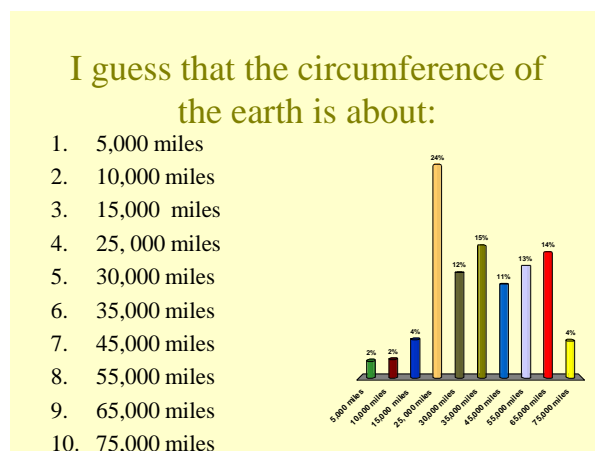 I guess that the circumference of
the earth is about:
1. 5,000 miles
2. 10,000 miles
3. 15,000  miles
4. 25, 000 miles
5. 30,000 miles
6. 35,000 miles
7. 45,000 miles
8. 55,000 miles
9. 65,000 miles
10. 75,000 miles
2%
2%
4%
24%
12%
15%
11%
13%
14%
4%
5,000 miles
10,000 miles
15,000  miles
25, 000 miles
30,000 miles
35,000 miles
45,000 miles
55,000 miles
65,000 miles
75,000 miles